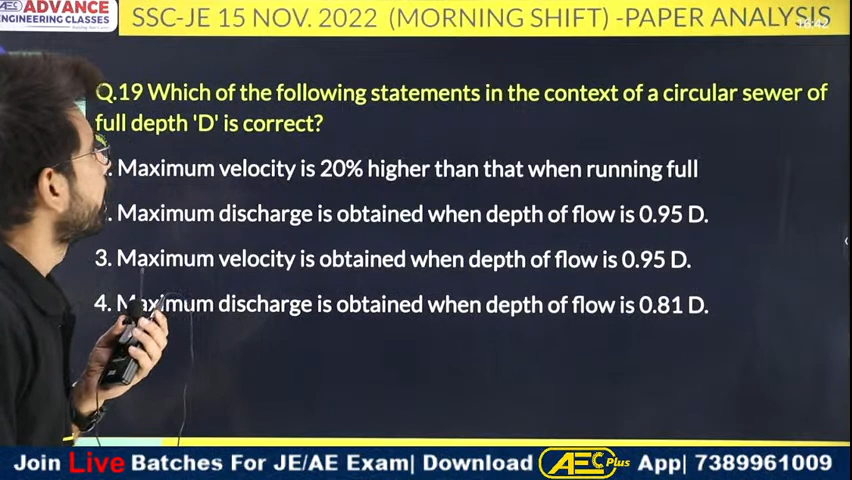 AEC ADVANCE
ENGINEERING CLASSES
SSC-JE 15 NOV. 2022 (MORNING SHIFT) -PAPER ANALYSIS
Q.19 Which of the following statements in the context of a circular sewer of
full depth 'D' is correct?
Maximum velocity is 20% higher than that when running full
Maximum discharge is obtained when depth of flow is 0.95 D.
3. Maximum velocity is obtained when depth of flow is 0.95 D.
4. Maximum discharge is obtained when depth of flow is 0.81 D.
Join Live Batches For JE/AE Exam| Download AEC Plus App| 7389961009